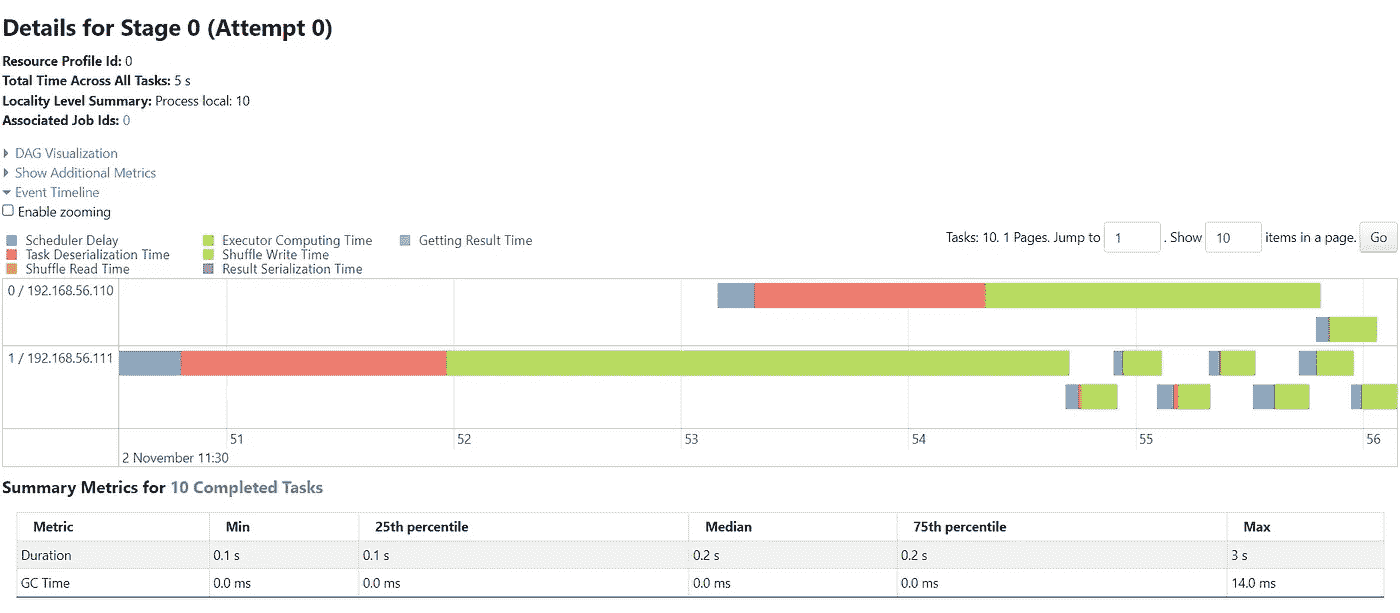 Details for Stage 0 (Attempt 0)
Resource Profile Id: 0
Total Time Across All Tasks: 5 s
Locality Level Summary: Process local: 10
Associated Job Ids: 0
DAG Visualization
Show Additional Metrics
Event Timeline
Enable zooming
Scheduler Delay Executor Computing Time Getting Result Time
Task Deserialization Time Shuffle Write Time
Shuffle Read Time Result Serialization Time
Tasks: 10. 1 Pages. Jump to 1 . Show 10 items in a page. Go
0 / 192.168.56.110
1 / 192.168.56.111
51 52 53 54 55 56
2 November 11:30
Summary Metrics for 10 Completed Tasks
Metric Min 25th percentile Median 75th percentile Max
Duration 0.1 s 0.1 s 0.2 s 0.2 s 3 s
GC Time 0.0 ms 0.0 ms 0.0 ms 0.0 ms 14.0 ms